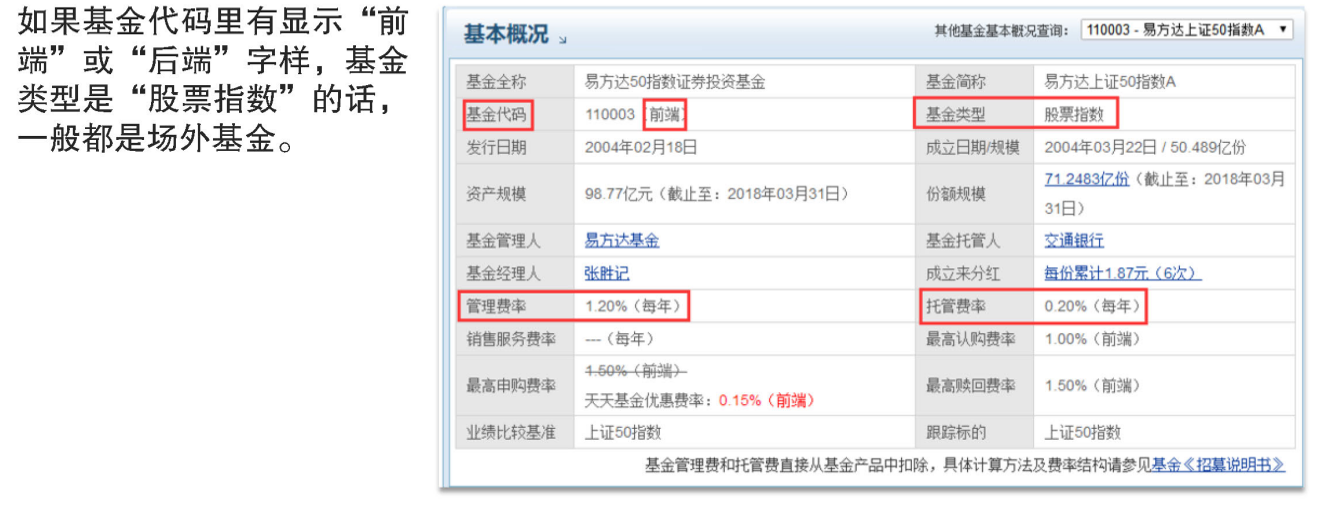 如果基金代码里有显示“前
端”或“后端”字样，基金
类型是“股票指数”的话，
一般都是场外基金。
基本概况
其他基金基本概况查询： 110003 - 易方达上证50指数A
基金全称 易方达50指数证券投资基金 基金简称 易方达上证50指数A
基金代码 110003（前端） 基金类型 股票指数
发行日期 2004年02月18日 成立日期/规模 2004年03月22日 / 50.489亿份
资产规模 98.77亿元（截止至：2018年03月31日） 份额规模 71.2483亿份（截止至：2018年03月
31日）
基金管理人 易方达基金 基金托管人 交通银行
基金经理人 张胜记 成立来分红 每份累计1.87元（6次）
管理费率 1.20%（每年） 托管费率 0.20%（每年）
销售服务费率 ---（每年） 最高认购费率 1.00%（前端）
最高申购费率 1.50%（前端）
天天基金优惠费率：0.15%（前端） 最高赎回费率 1.50%（前端）
业绩比较基准 上证50指数 跟踪标的 上证50指数
基金管理费和托管费直接从基金产品中扣除，具体计算方法及费率结构请参见基金《招募说明书》